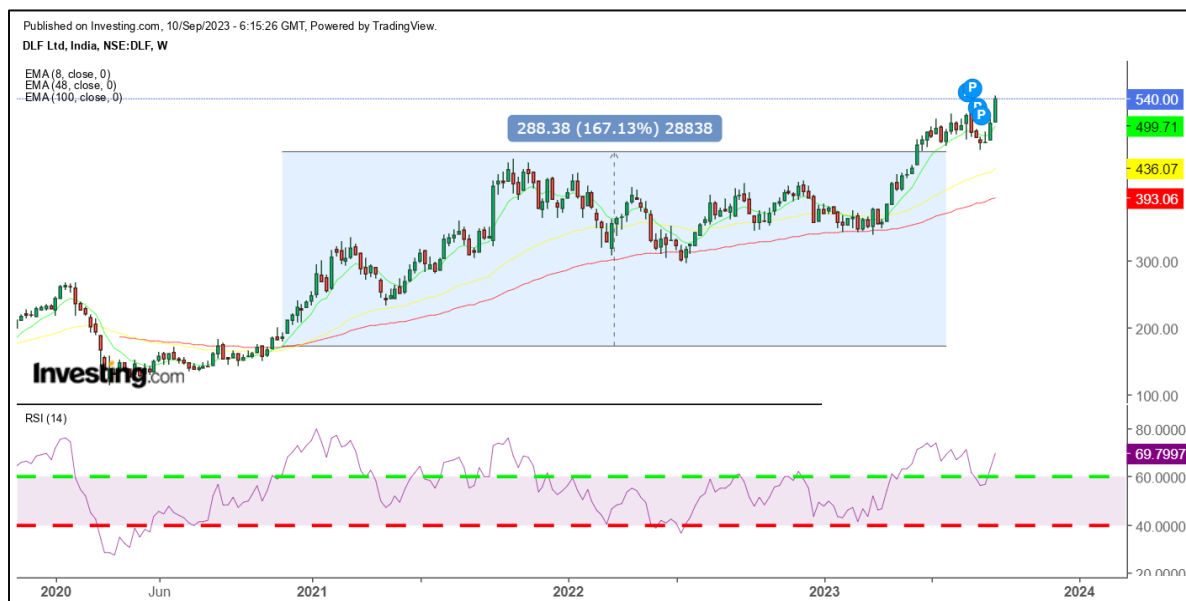 Published on Investing.com, 10/Sep/2023 - 6:15:26 GMT, Powered by TradingView.
DLF Ltd, India, NSE:DLF, W
EMA (8, close, 0)
EMA (48, close, 0)
EMA (100, close, 0)
P
540.00
P
P
288.38 (167.13%) 28838
499.71
436.07
393.06
300.00
200.00
Investing.com
100.00
RSI (14)
80.0000
69.7997
60.0000
40.0000
20.0000
2020 Jun 2021 2022 2023 2024